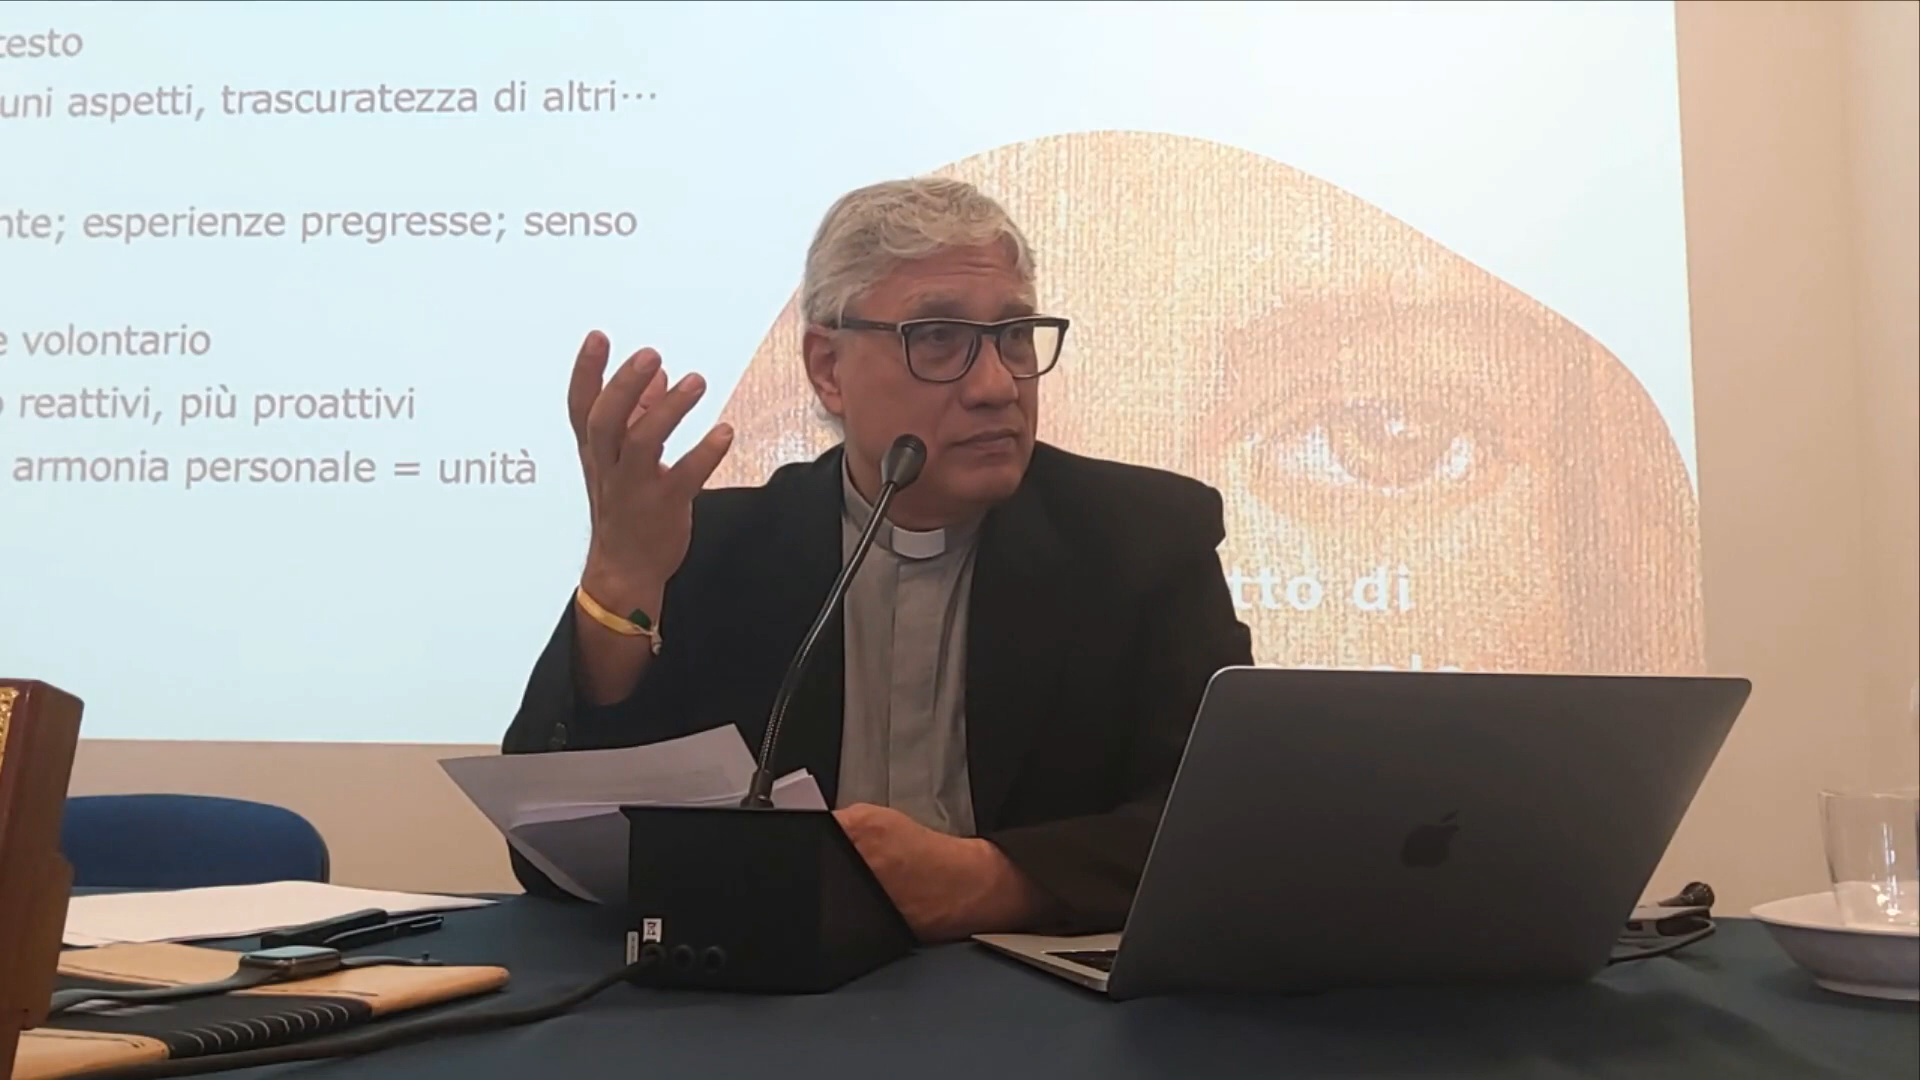 testo
uni aspetti, trascuratezza di altri…
nte; esperienze pregresse; senso
e volontario
o reattivi, più proattivi
armonia personale = unità
tto di